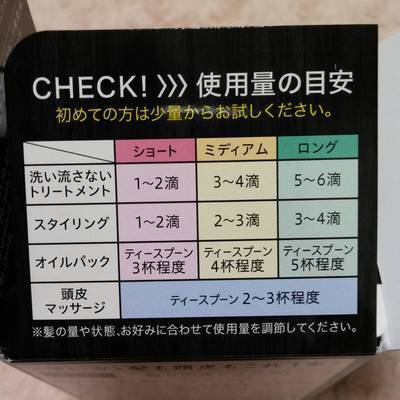 CHECK! 》》 使用量の目安
初めての方は少量からお試しください。
ショート ミディアム ロング
洗い流さない
トリートメント 1〜2滴 3〜4滴 5〜6滴
スタイリング 1〜2滴 2〜3滴 3〜4滴
オイルパック ティースプーン 3杯程度 ティースプーン 4杯程度 ティースプーン 5杯程度
頭皮
マッサージ ティースプーン 2〜3杯程度
※髪の量や状態、お好みに合わせて使用量を調節してください。